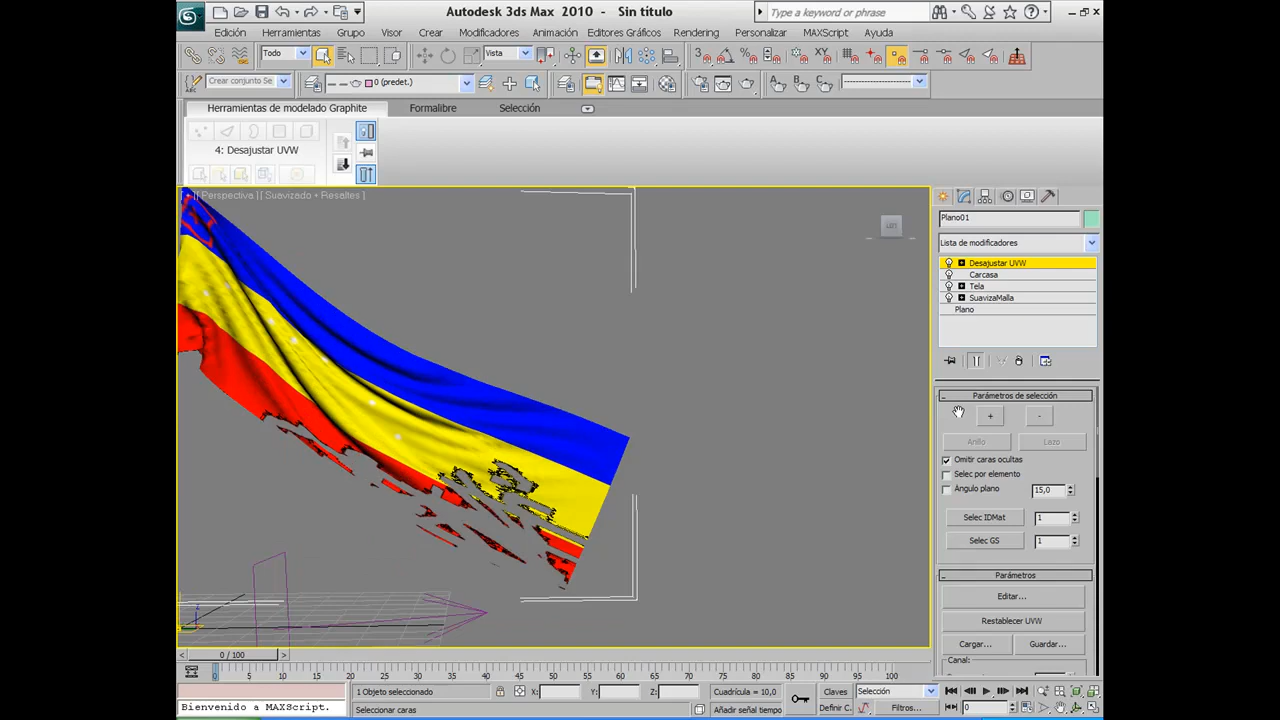 Autodesk 3ds Max 2010 - Sin título
Type a keyword or phrase
Edición Herramientas Grupo Visor Crear Modificadores Animación Editores Gráficos Rendering Personalizar MAXScript Ayuda
Todo Vista
Crear conjunto Se 0 (predet.)
Herramientas de modelado Graphite Formalibre Selección
4: Desajustar UVW
[ + ][ Perspectiva ][ Suavizado + Resaltes ]
Plano01
Lista de modificadores
Desajustar UVW
Carcasa
Tela
SuavizaMalla
Plano
- Parámetros de selección
+ -
Anillo Lazo
Omitir caras ocultas
Selec por elemento
Ángulo plano 15,0
Selec IDMat 1
Selec GS 1
- Parámetros
Editar...
Restablecer UVW
Cargar... Guardar...
Canal:
< 0 / 100 >
0 5 10 15 20 25 30 35 40 45 50 55 60 65 70 75 80 85 90 95 100
1 Objeto seleccionado X: Y: Z: Cuadrícula = 10,0 Claves Selección
Bienvenido a MAXScript. Seleccionar caras Añadir señal tiempo Definir C. Filtros... 0